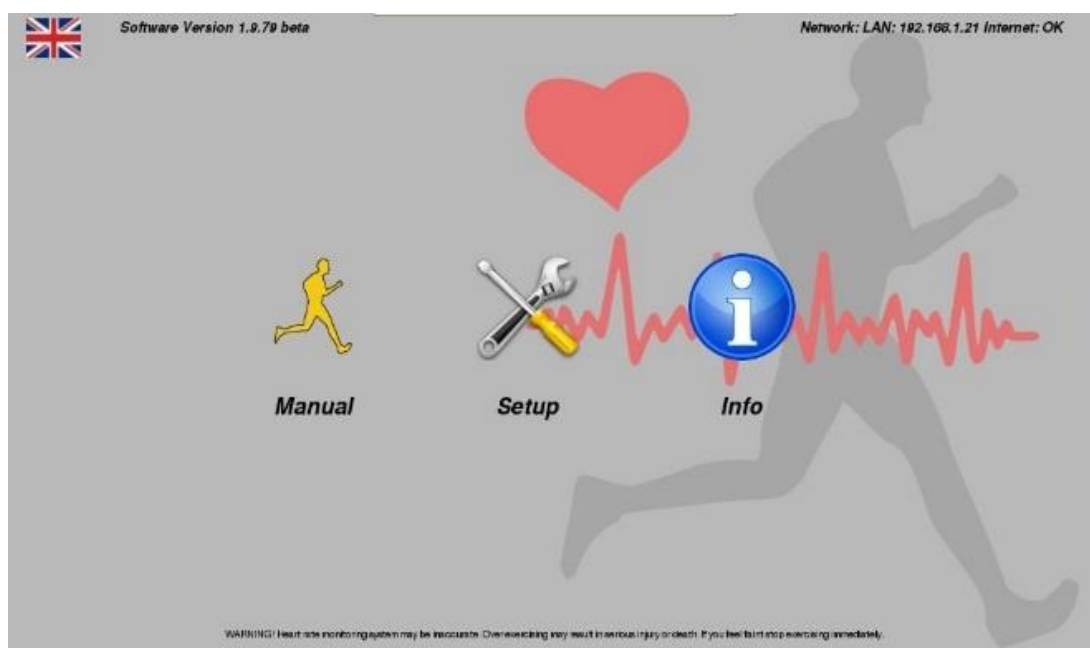 Software Version 1.9.79 beta
Network: LAN: 192.168.1.21 Internet: OK
Manual
Setup
Info
WARNING! Heart rate monitoring system may be inaccurate. Over exercising may result in serious injury or death. If you feel faint stop exercising immediately.